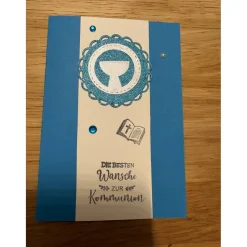 DIE BESTEN
Wünsche
ZUR
Kommunion